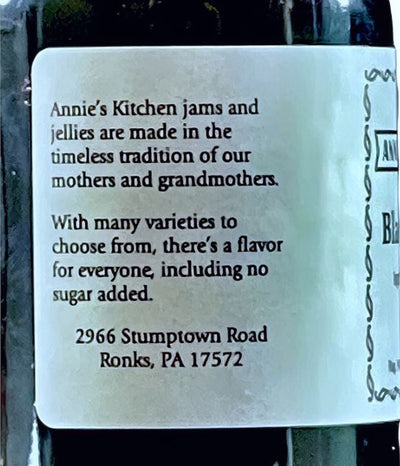 Annie's Kitchen jams and
jellies are made in the
timeless tradition of our
mothers and grandmothers.
With many varieties to
choose from, there's a flavor
for everyone, including no
sugar added.
2966 Stumptown Road
Ronks, PA 17572